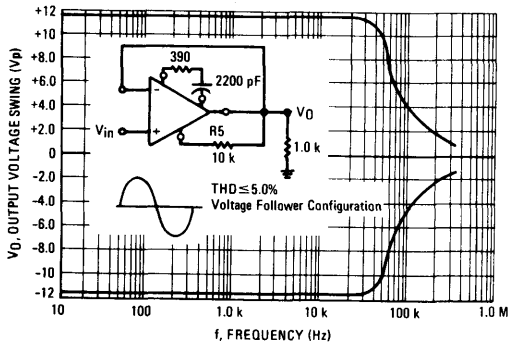 VO, OUTPUT VOLTAGE SWING (Vp)
+12
+10
+8.0
+6.0
+4.0
+2.0
0
-2.0
-4.0
-6.0
-8.0
-10
-12
390
2200 pF
-
+
Vin
VO
R5
10 k
1.0 k
THD ≤ 5.0%
Voltage Follower Configuration
10
100
1.0 k
10 k
100 k
1.0 M
f, FREQUENCY (Hz)